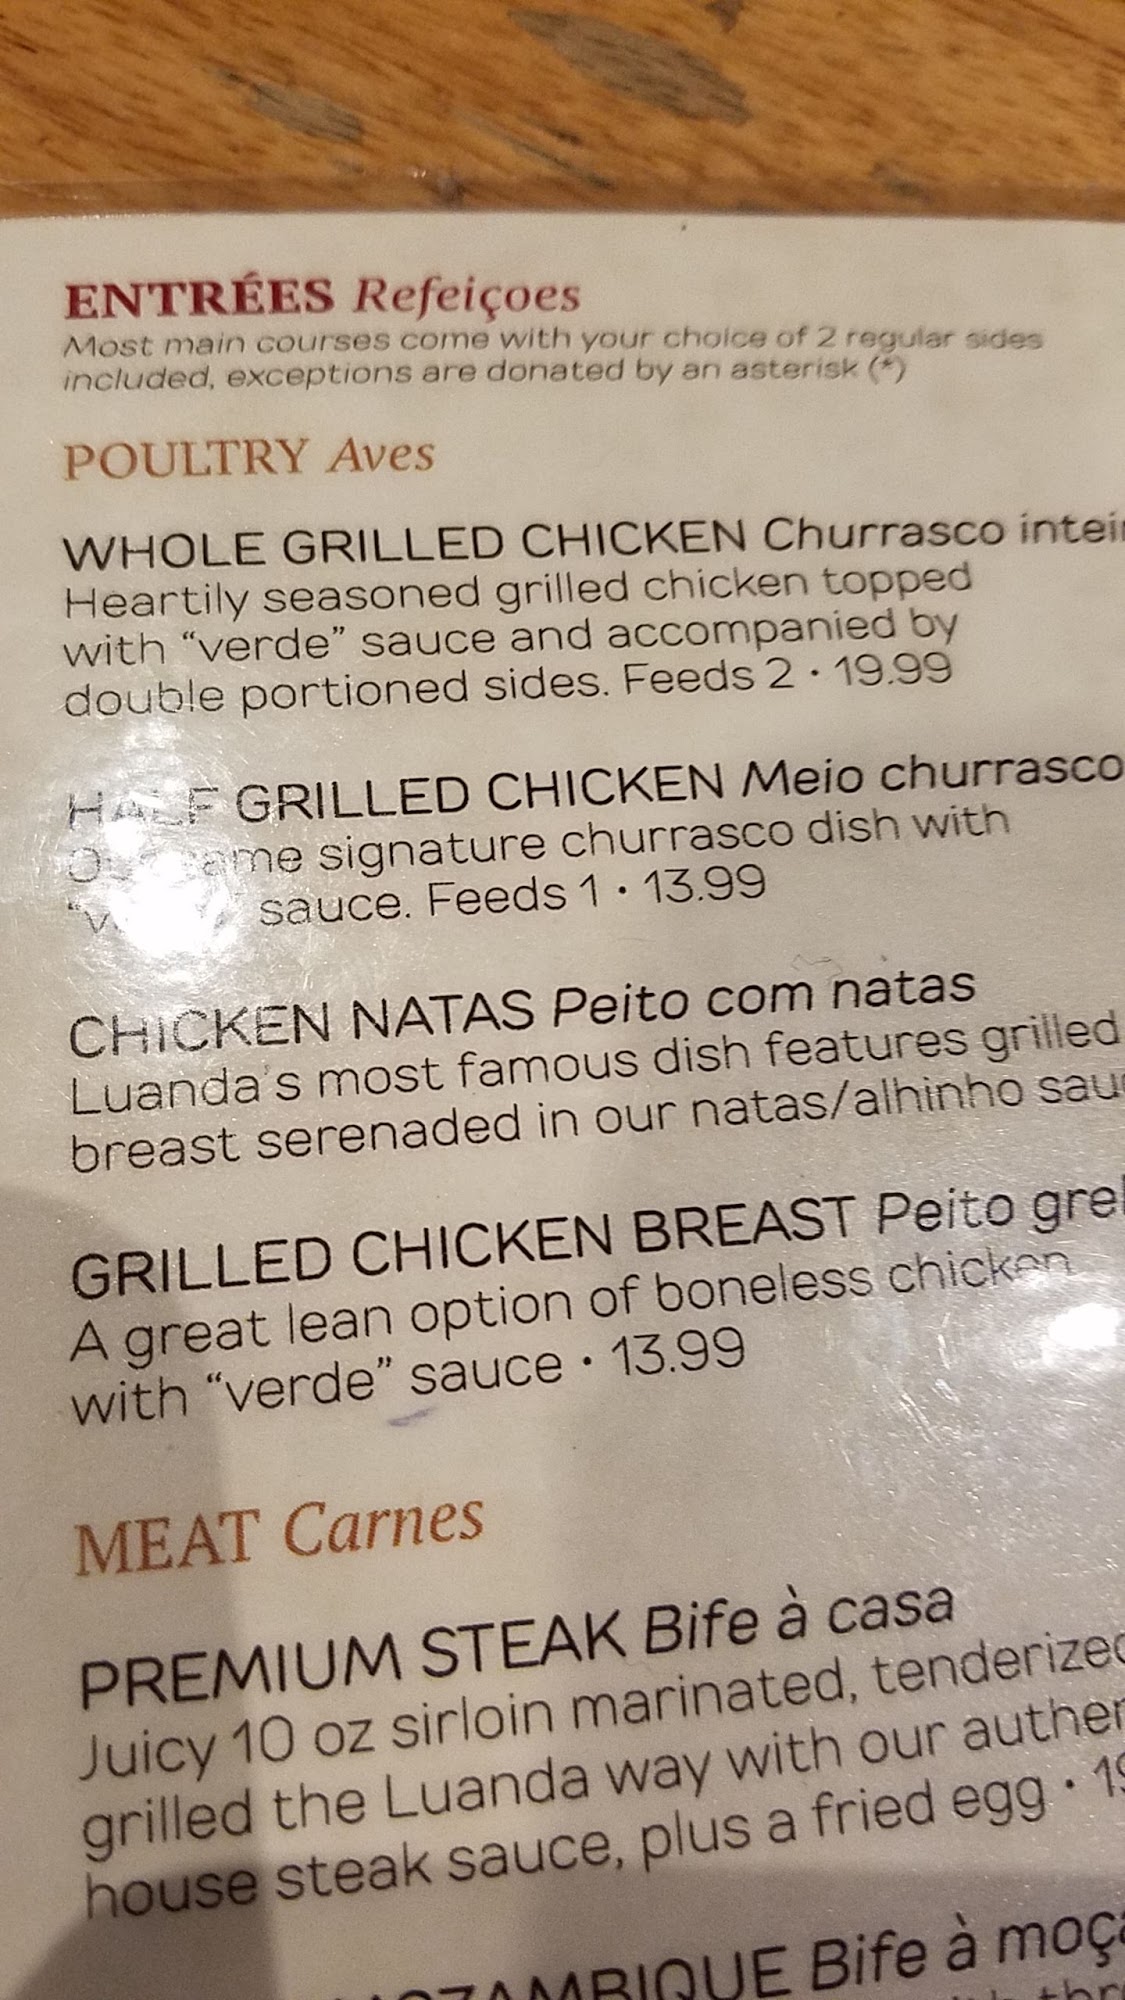 ENTRÉES Refeiçoes
Most main courses come with your choice of 2 regular sides
included, exceptions are donated by an asterisk (*)
POULTRY Aves
WHOLE GRILLED CHICKEN Churrasco
Heartily seasoned grilled chicken topped
with “verde” sauce and accompanied by
double portioned sides. Feeds 2 • 19.99
HALF GRILLED CHICKEN Meio churrasco
signature churrasco dish with
sauce. Feeds 1 • 13.99
CHICKEN NATAS Peito com natas
Luanda's most famous dish features grilled
breast serenaded in our natas/alhinho
GRILLED CHICKEN BREAST Peito
A great lean option of boneless chicken
with “verde” sauce • 13.99
MEAT Carnes
PREMIUM STEAK Bife à casa
Juicy 10 oz sirloin marinated, tenderized
grilled the Luanda way with our
house steak sauce, plus a fried egg •
Bife à